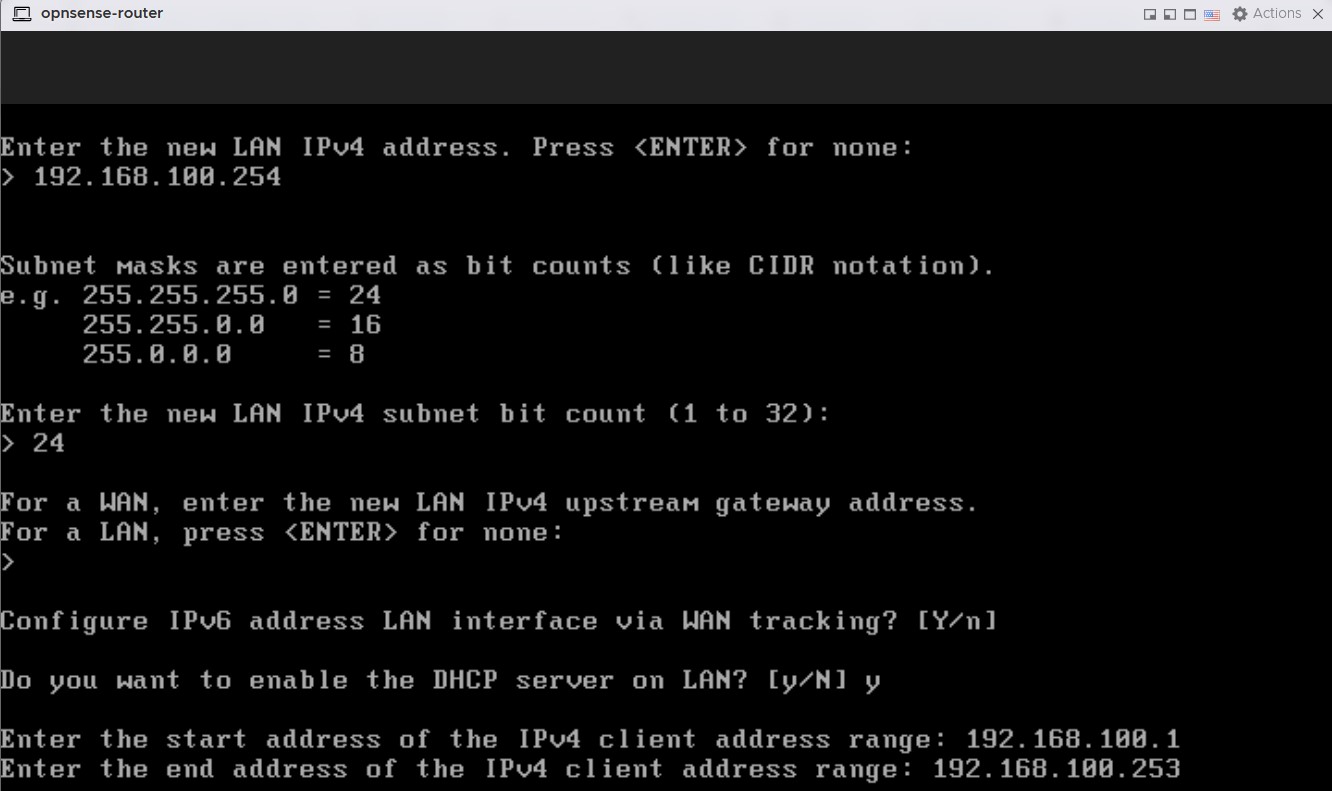 opnsense-router
Actions
Enter the new LAN IPv4 address. Press <ENTER> for none:
> 192.168.100.254
Subnet masks are entered as bit counts (like CIDR notation).
e.g. 255.255.255.0 = 24
255.255.0.0 = 16
255.0.0.0 = 8
Enter the new LAN IPv4 subnet bit count (1 to 32):
> 24
For a WAN, enter the new LAN IPv4 upstream gateway address.
For a LAN, press <ENTER> for none:
>
Configure IPv6 address LAN interface via WAN tracking? [Y/n]
Do you want to enable the DHCP server on LAN? [y/N] y
Enter the start address of the IPv4 client address range: 192.168.100.1
Enter the end address of the IPv4 client address range: 192.168.100.253